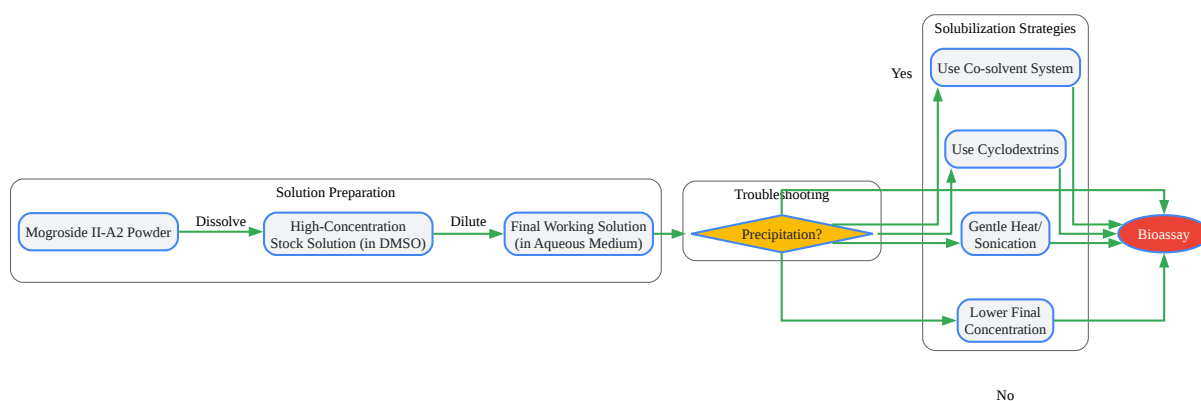 Solution Preparation
Mogroside II-A2 Powder
Dissolve
High-Concentration
Stock Solution (in DMSO)
Dilute
Final Working Solution
(in Aqueous Medium)
Troubleshooting
Precipitation?
Yes
Solubilization Strategies
Use Co-solvent System
Use Cyclodextrins
Gentle Heat/
Sonication
Lower Final
Concentration
Bioassay
No